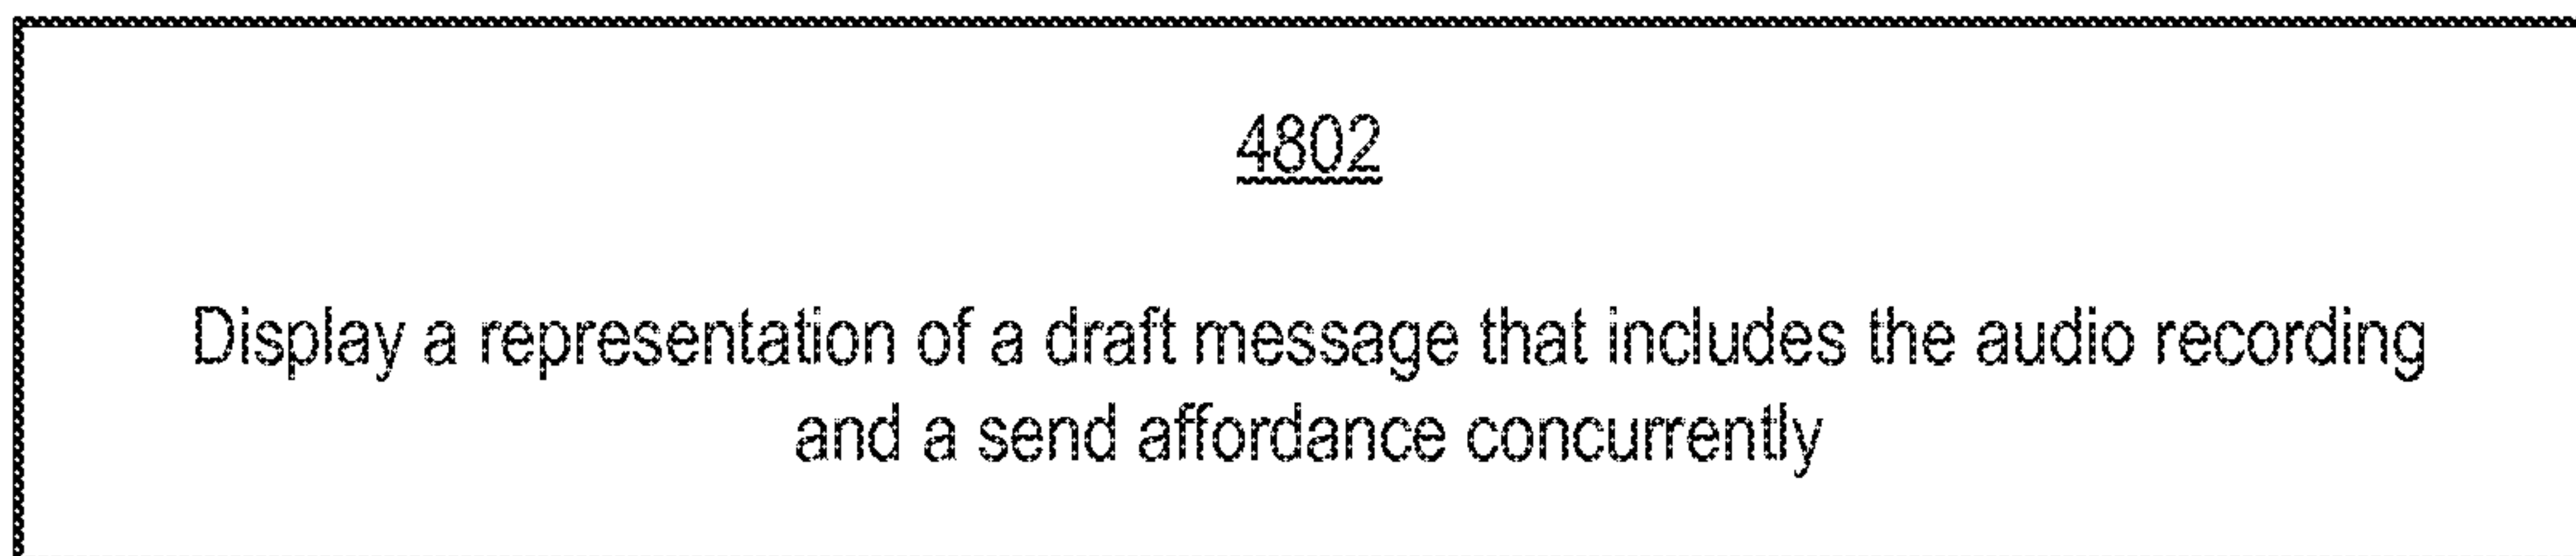 4802
Display a representation of a draft message that includes the audio recording
and a send affordance concurrently